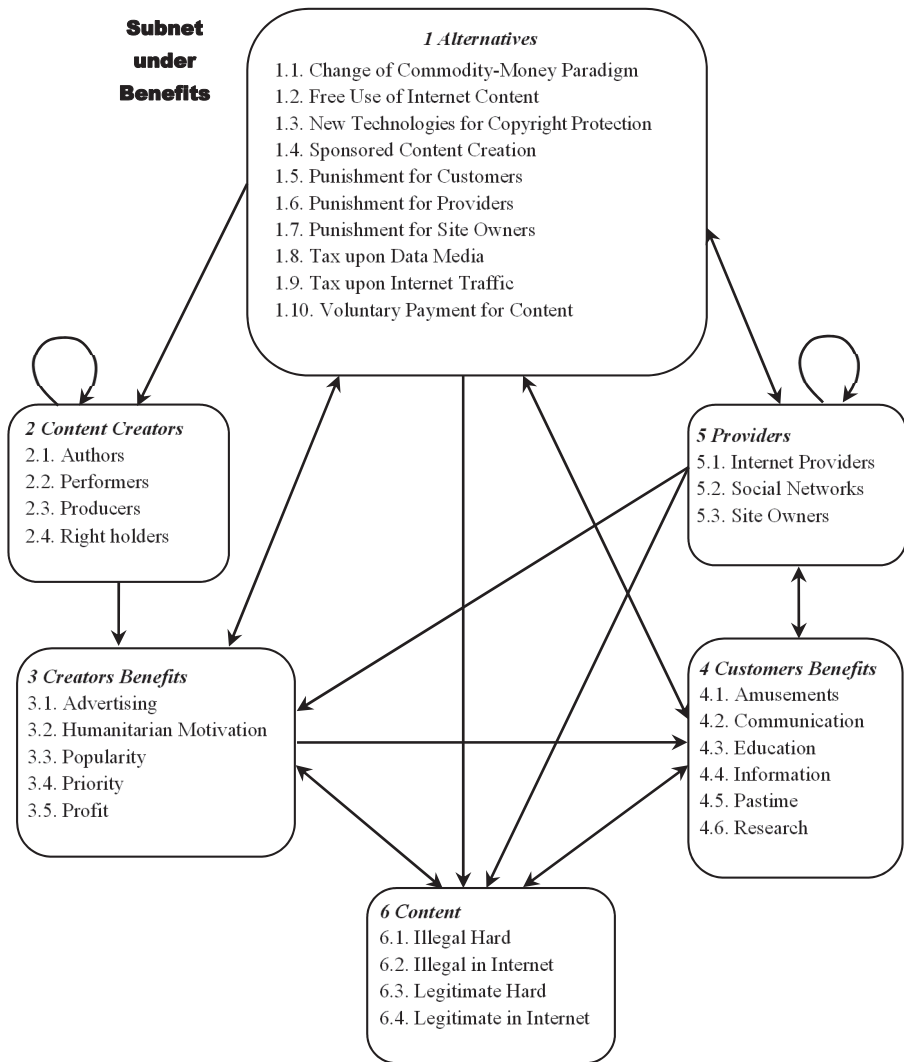 Subnet
under
Benefits
1 Alternatives
1.1. Change of Commodity-Money Paradigm
1.2. Free Use of Internet Content
1.3. New Technologies for Copyright Protection
1.4. Sponsored Content Creation
1.5. Punishment for Customers
1.6. Punishment for Providers
1.7. Punishment for Site Owners
1.8. Tax upon Data Media
1.9. Tax upon Internet Traffic
1.10. Voluntary Payment for Content
2 Content Creators
2.1. Authors
2.2. Performers
2.3. Producers
2.4. Right holders
5 Providers
5.1. Internet Providers
5.2. Social Networks
5.3. Site Owners
3 Creators Benefits
3.1. Advertising
3.2. Humanitarian Motivation
3.3. Popularity
3.4. Priority
3.5. Profit
4 Customers Benefits
4.1. Amusements
4.2. Communication
4.3. Education
4.4. Information
4.5. Pastime
4.6. Research
6 Content
6.1. Illegal Hard
6.2. Illegal in Internet
6.3. Legitimate Hard
6.4. Legitimate in Internet